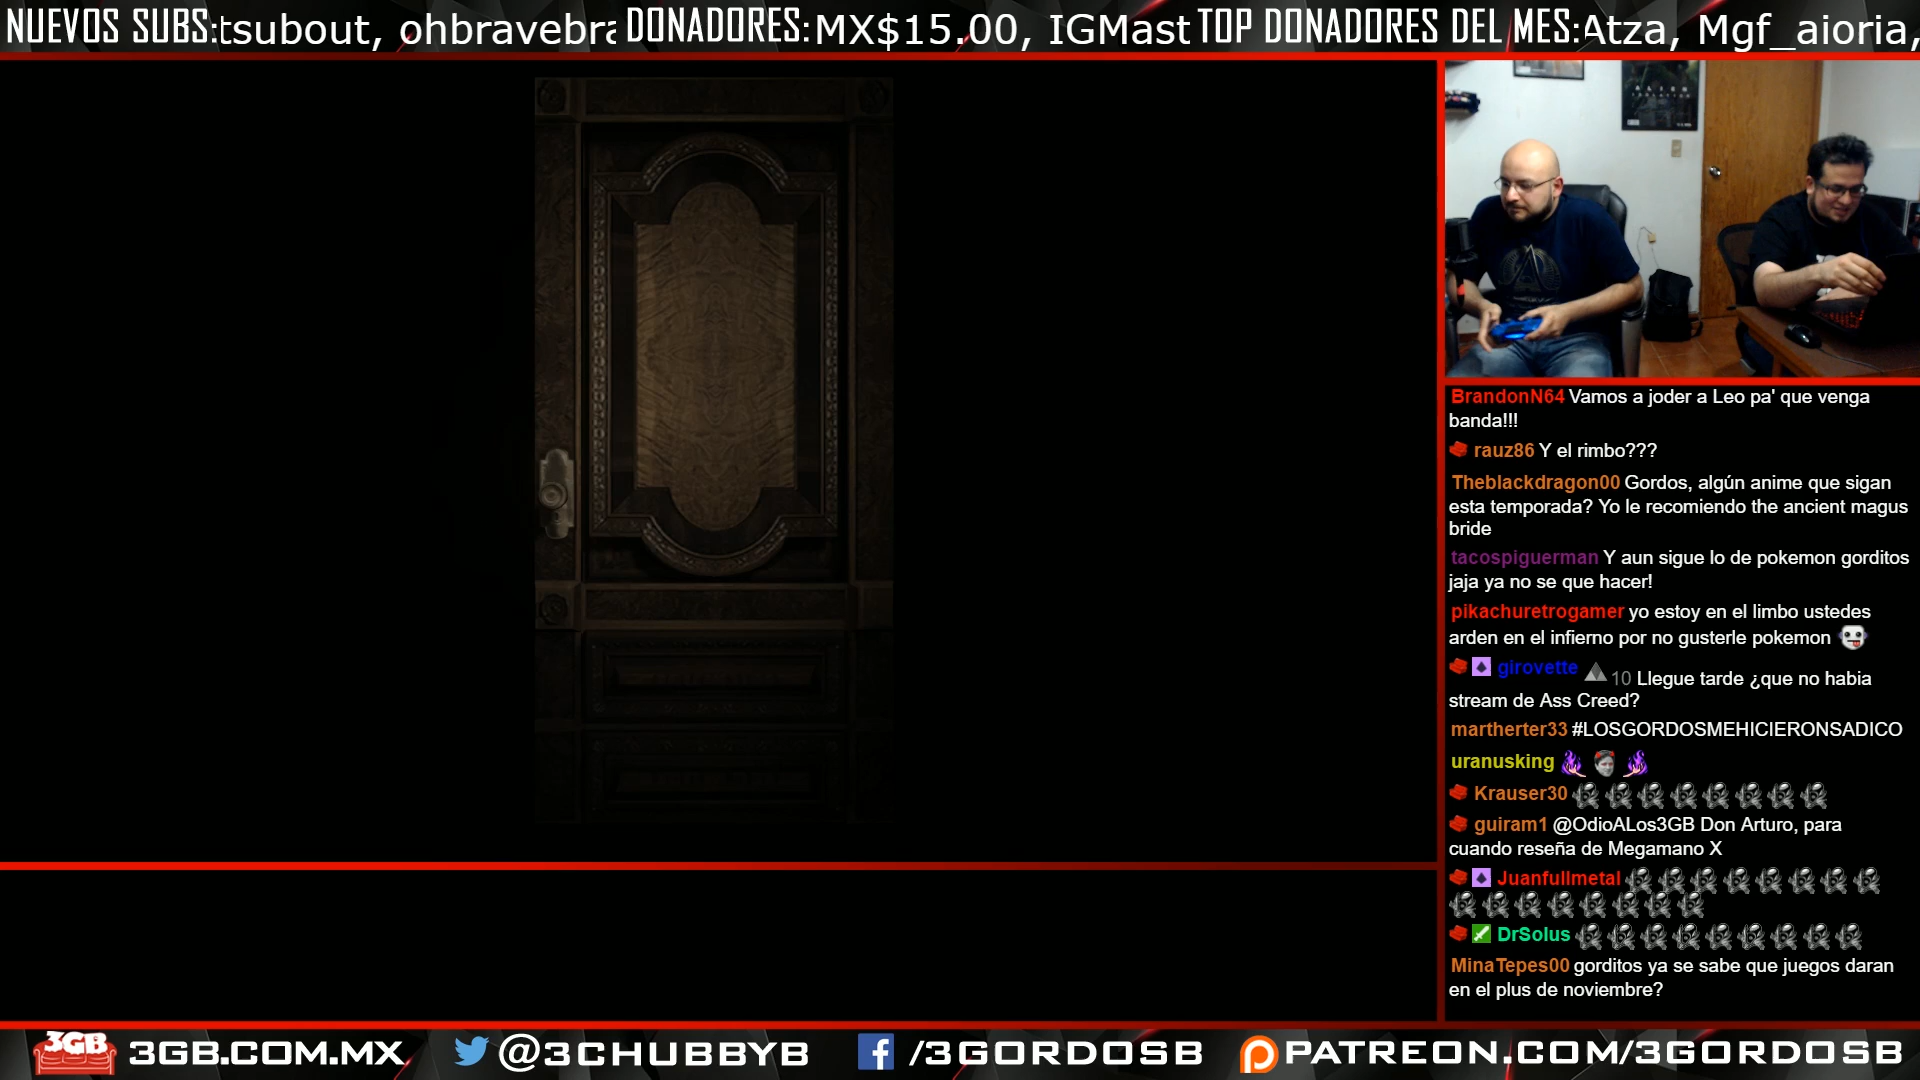 NUEVOS SUBS: tsubout, ohbravebra DONADORES: MX$15.00, IGMast TOP DONADORES DEL MES: Atza, Mgf_aioria,
ALIEN
BrandonN64 Vamos a joder a Leo pa' que venga
banda!!!
rauz86 Y el rimbo???
Theblackdragon00 Gordos, algún anime que sigan
esta temporada? Yo le recomiendo the ancient magus
bride
tacospiguerman Y aun sigue lo de pokemon gorditos
jaja ya no se que hacer!
pikachuretrogamer yo estoy en el limbo ustedes
arden en el infierno por no gusterle pokemon
girovette 10 Llegue tarde ¿que no habia
stream de Ass Creed?
martherter33 #LOSGORDOSMEHICIERONSADICO
uranusking
Krauser30
guiram1 @OdioALos3GB Don Arturo, para
cuando reseña de Megamano X
Juanfullmetal
DrSolus
MinaTepes00 gorditos ya se sabe que juegos daran
en el plus de noviembre?
3GB 3GB.COM.MX @3CHUBBYB /3GORDOSB PATREON.COM/3GORDOSB